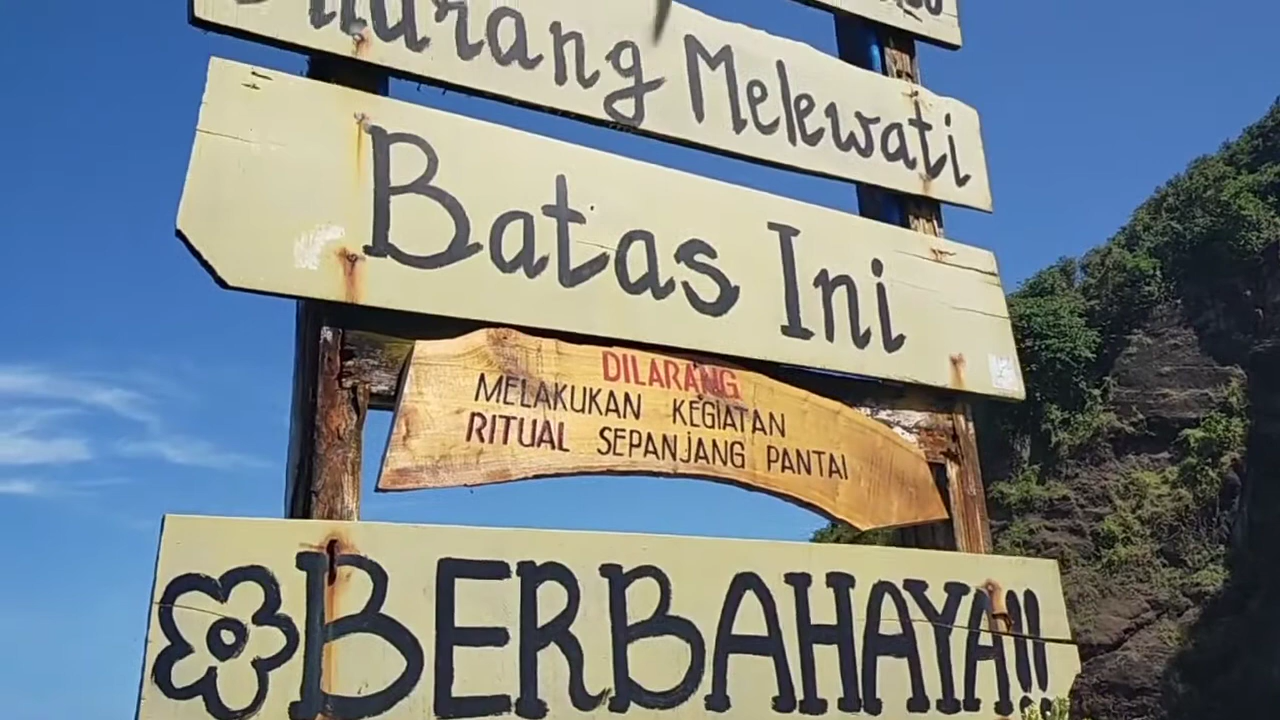 Dilarang Melewati
Batas Ini
DILARANG
MELAKUKAN KEGIATAN
RITUAL SEPANJANG PANTAI
BERBAHAYA!!